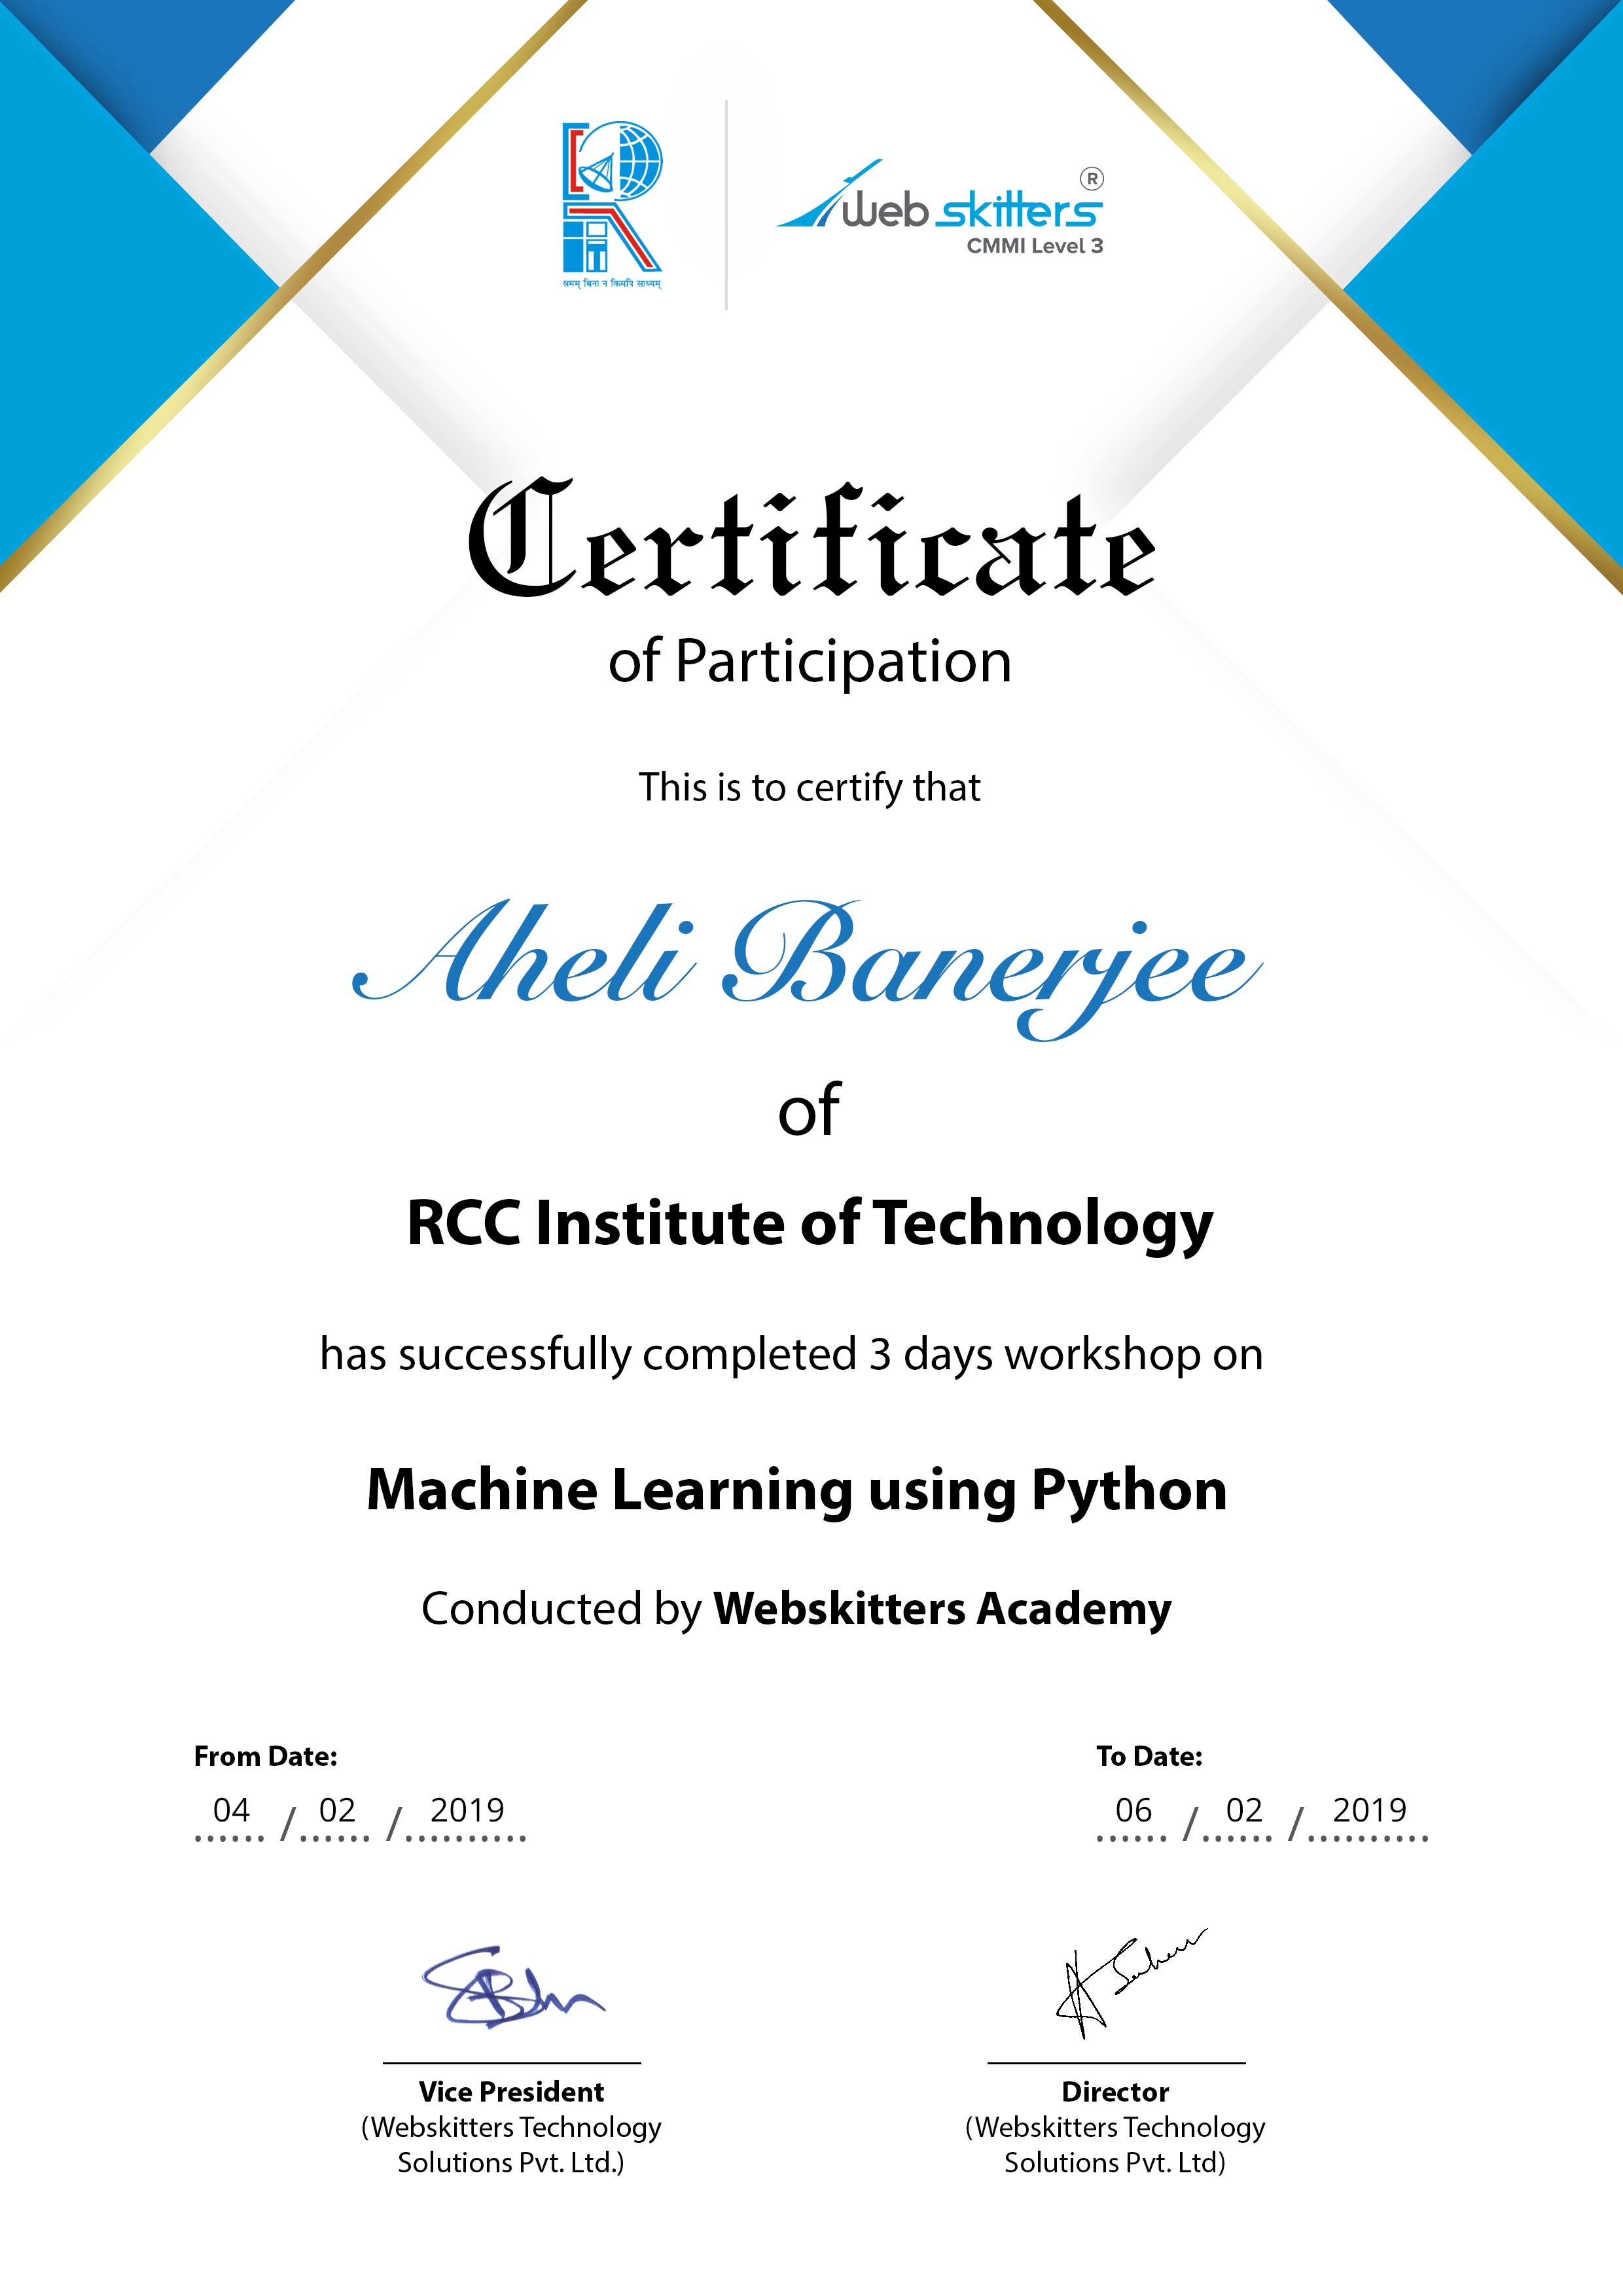 श्रमम् बिना न किमपि साध्यम्
web skitters ®
CMMI Level 3
Certificate
of Participation
This is to certify that
Aheli Banerjee
of
RCC Institute of Technology
has successfully completed 3 days workshop on
Machine Learning using Python
Conducted by Webskitters Academy
From Date:
04 / 02 / 2019
To Date:
06 / 02 / 2019
Vice President
(Webskitters Technology
Solutions Pvt. Ltd.)
Director
(Webskitters Technology
Solutions Pvt. Ltd)